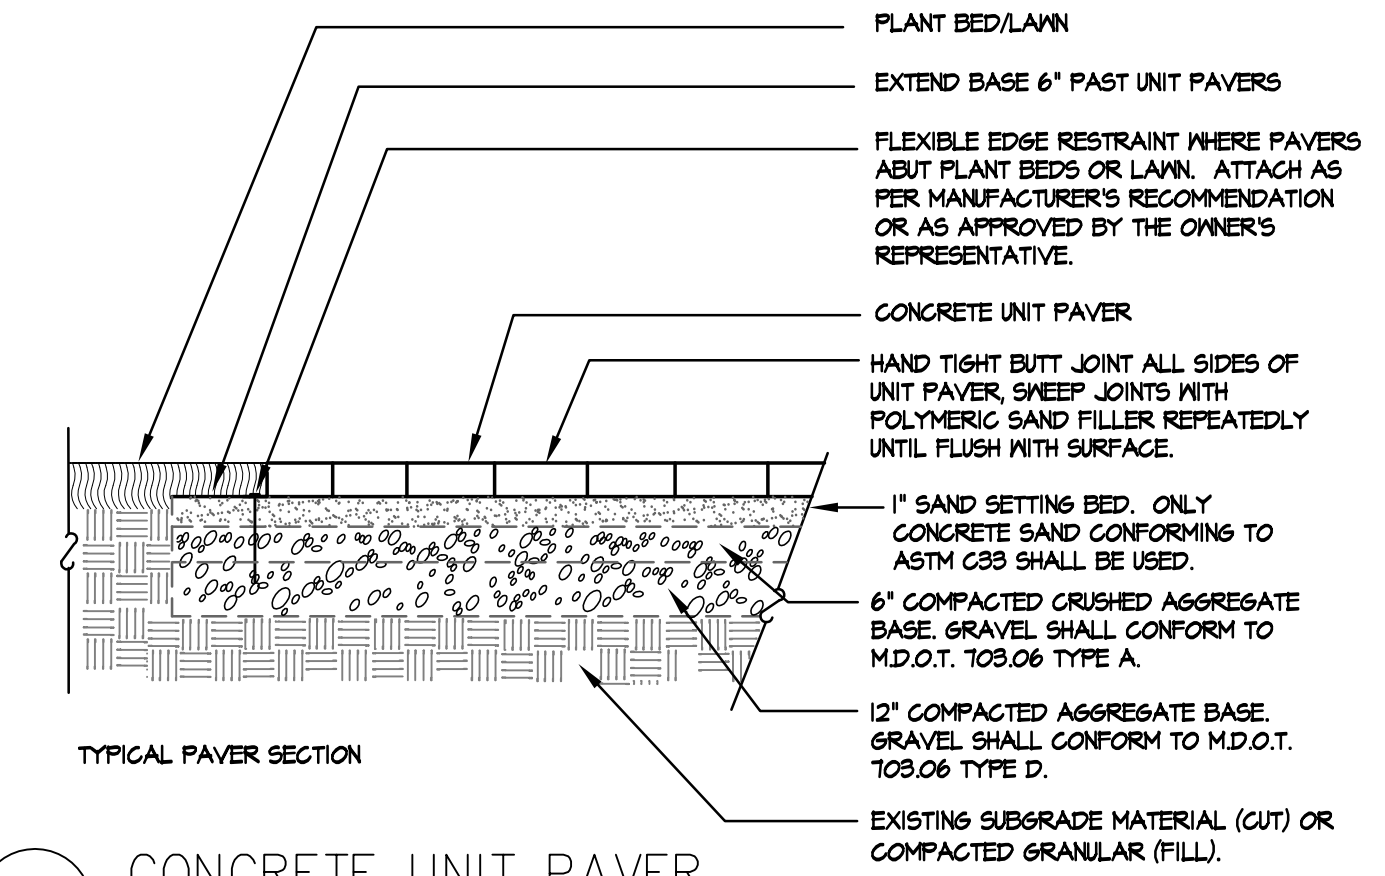 PLANT BED/LAWN
EXTEND BASE 6" PAST UNIT PAVERS
FLEXIBLE EDGE RESTRAINT WHERE PAVERS
ABUT PLANT BEDS OR LAWN.  ATTACH AS
PER MANUFACTURER'S RECOMMENDATION
OR AS APPROVED BY THE OWNER'S
REPRESENTATIVE.
CONCRETE UNIT PAVER
HAND TIGHT BUTT JOINT ALL SIDES OF
UNIT PAVER, SWEEP JOINTS WITH
POLYMERIC SAND FILLER REPEATEDLY
UNTIL FLUSH WITH SURFACE.
1" SAND SETTING BED.  ONLY
CONCRETE SAND CONFORMING TO
ASTM C33 SHALL BE USED.
6" COMPACTED CRUSHED AGGREGATE
BASE. GRAVEL SHALL CONFORM TO
M.D.O.T. 703.06 TYPE A.
12" COMPACTED AGGREGATE BASE.
GRAVEL SHALL CONFORM TO M.D.O.T.
703.06 TYPE D.
EXISTING SUBGRADE MATERIAL (CUT) OR
COMPACTED GRANULAR (FILL).
TYPICAL PAVER SECTION
CONCRETE UNIT PAVER